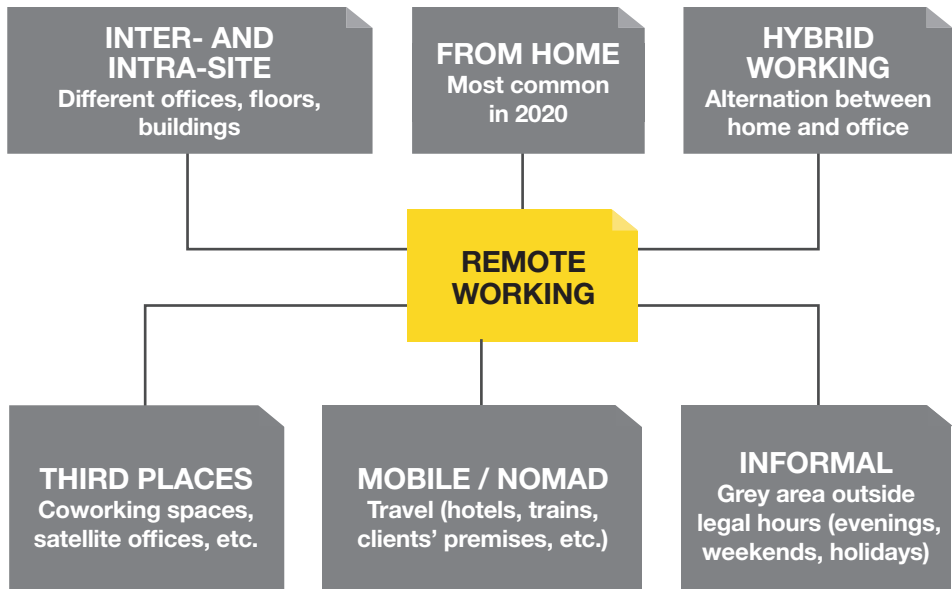 INTER- AND
INTRA-SITE
Different offices, floors,
buildings
FROM HOME
Most common
in 2020
HYBRID
WORKING
Alternation between
home and office
REMOTE
WORKING
THIRD PLACES
Coworking spaces,
satellite offices, etc.
MOBILE / NOMAD
Travel (hotels, trains,
clients’ premises, etc.)
INFORMAL
Grey area outside
legal hours (evenings,
weekends, holidays)